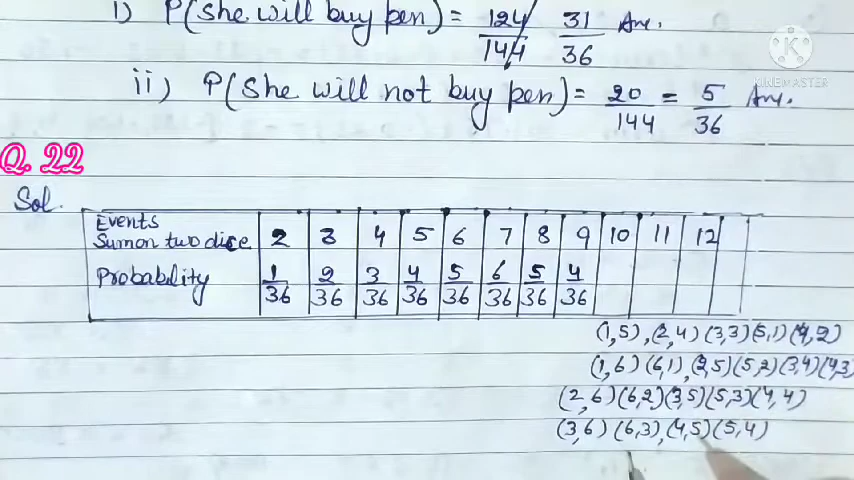 i) P(She will buy pen) = 124/144 31/36 Ans.
K
KINEMASTER
ii) P(She will not buy pen) = 20/144 = 5/36 Ans.
Q. 22
Sol.
Events
Sum on two dice 2 3 4 5 6 7 8 9 10 11 12
Probability 1/36 2/36 3/36 4/36 5/36 6/36 5/36 4/36
(1,5),(2,4)(3,3)(5,1)(4,2)
(1,6)(6,1),(2,5)(5,2)(3,4)(4,3)
(2,6)(6,2)(3,5)(5,3)(4,4)
(3,6)(6,3),(4,5)(5,4)